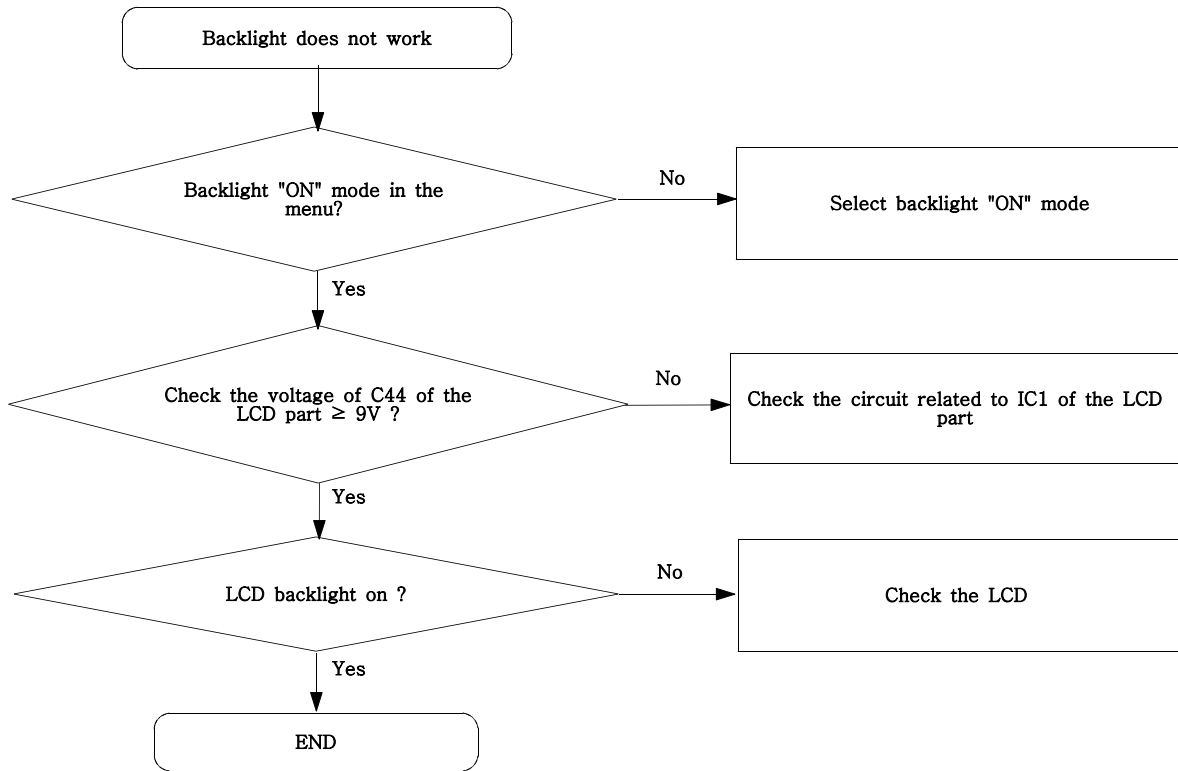 Backlight does not work
Backlight "ON" mode in the
menu?
No
Select backlight "ON" mode
Yes
Check the voltage of C44 of the
LCD part ≥ 9V ?
No
Check the circuit related to IC1 of the LCD
part
Yes
LCD backlight on ?
No
Check the LCD
Yes
END